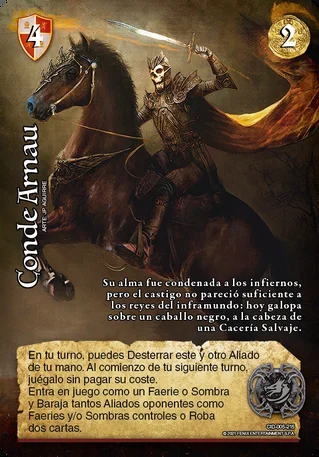 4
2
Conde Arnau
ARTE: JP AGUIRRE
Su alma fue condenada a los infiernos,
pero el castigo no pareció suficiente a
los reyes del inframundo: hoy galopa
sobre un caballo negro, a la cabeza de
una Cacería Salvaje.
En tu turno, puedes Desterrar este y otro Aliado
de tu mano. Al comienzo de tu siguiente turno,
juégalo sin pagar su coste.
Entra en juego como un Faerie o Sombra
y Baraja tantos Aliados oponentes como
Faeries y/o Sombras controles o Roba
dos cartas.
CID-005-215
© 2021 FENIX ENTERTAINMENT S.P.A.